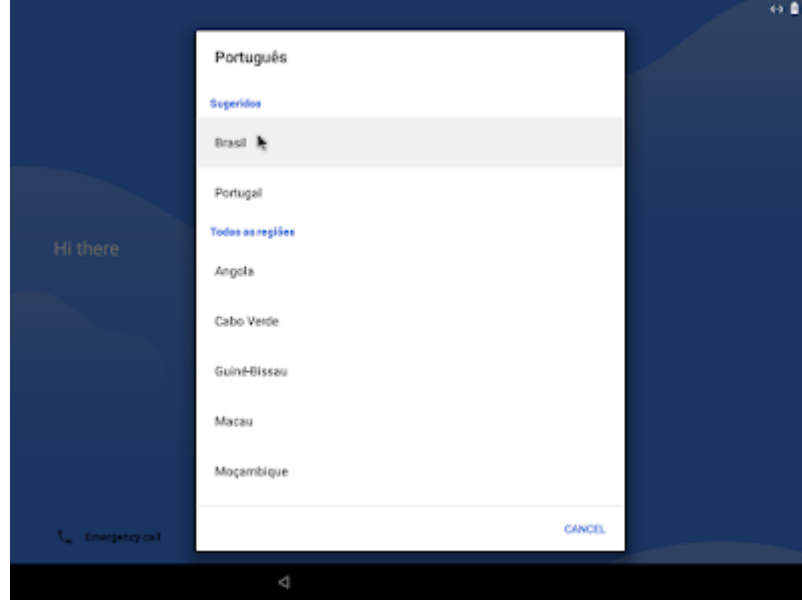 Português
Sugeridos
Brasil
Portugal
Todas as regiões
Hi there
Angola
Cabo Verde
Guiné-Bissau
Macau
Moçambique
CANCEL
Emergency call